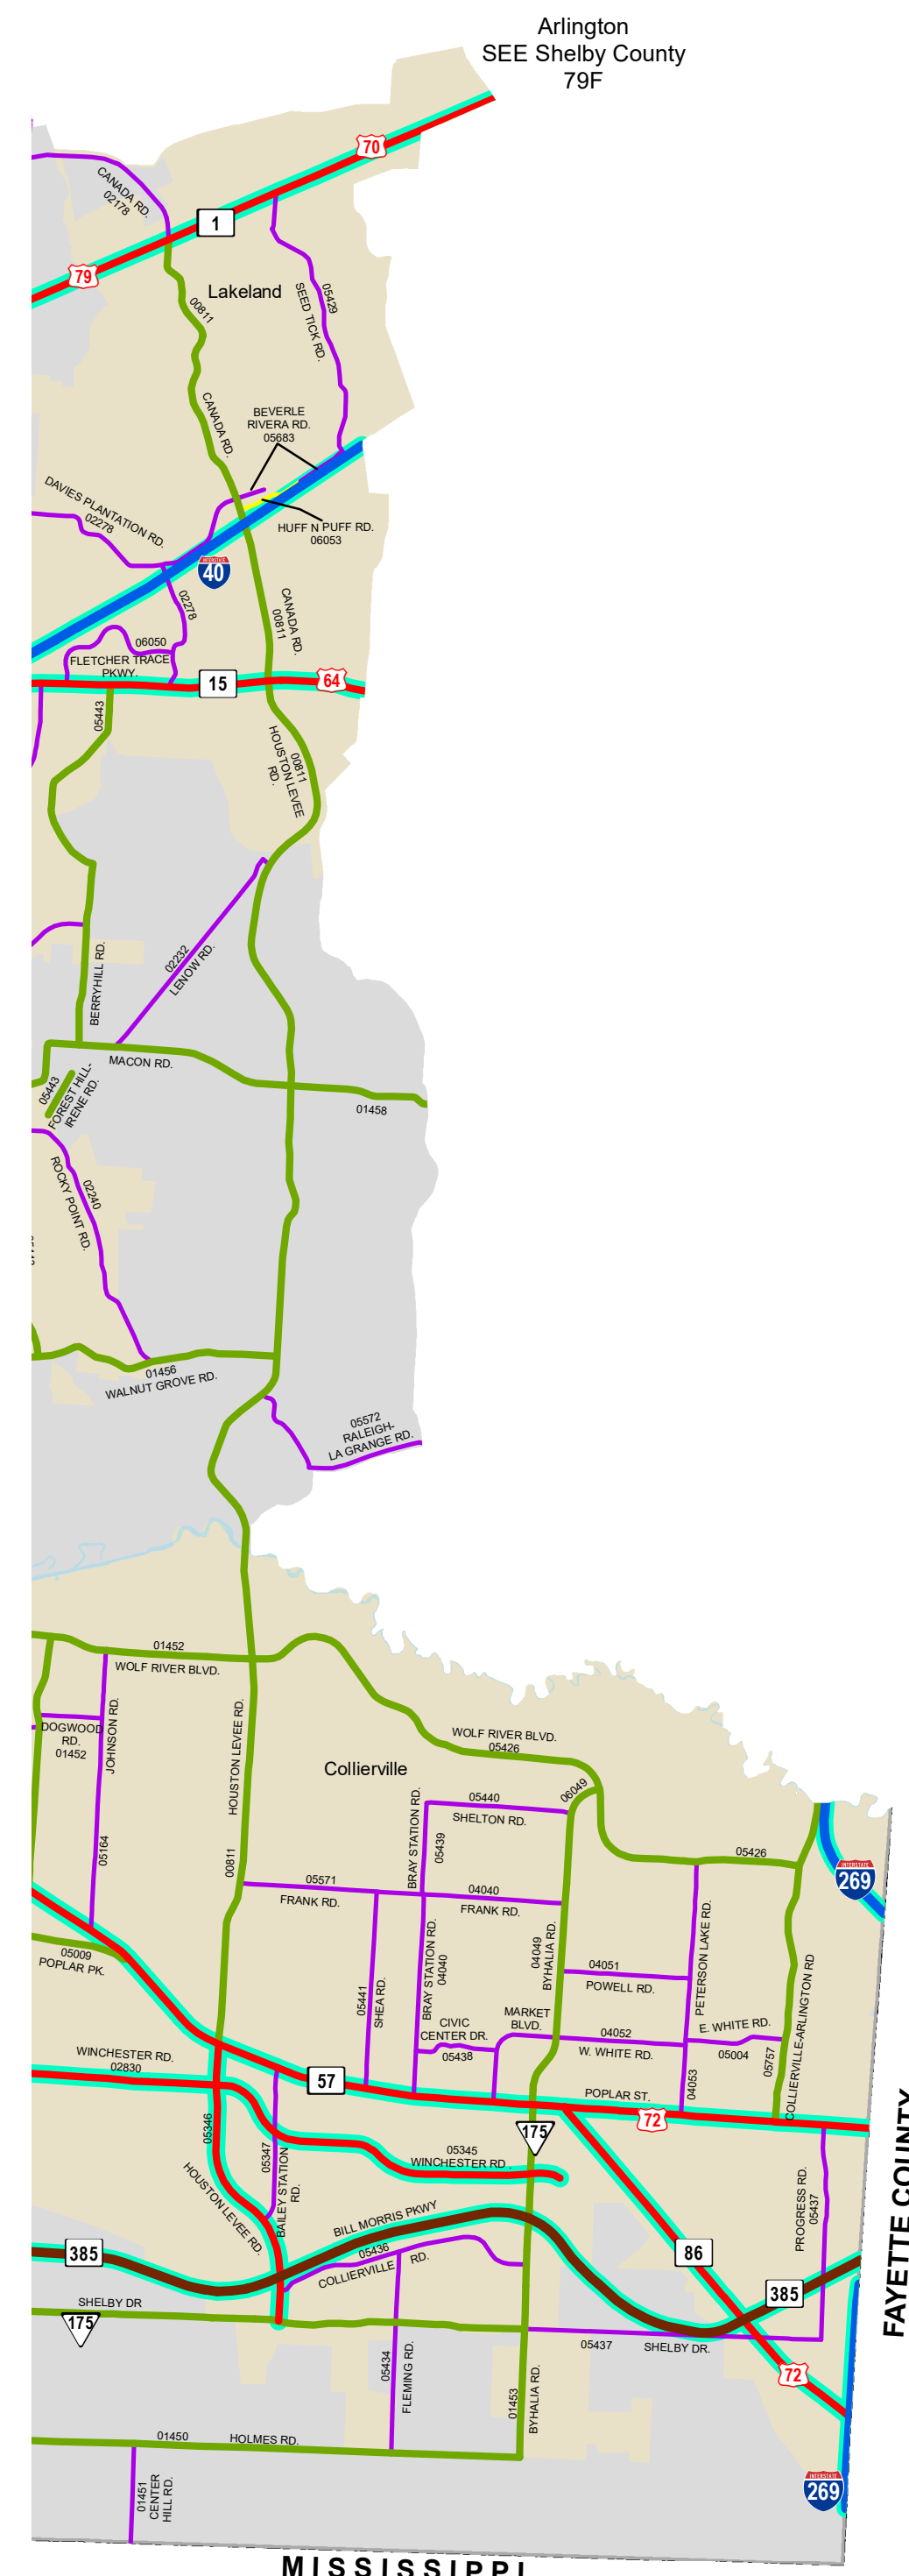 Arlington
SEE Shelby County
79F
70
CANADA RD.
02178
1
79
Lakeland
00811
05429
SEED TICK RD.
CANADA RD.
BEVERLE
RIVERA RD.
05683
DAVIES PLANTATION RD.
02278
HUFF N PUFF RD.
06053
INTERSTATE
40
02278
CANADA RD.
00811
06050
FLETCHER TRACE
PKWY.
15
64
05443
00811
HOUSTON LEVEE
RD.
02232
LENOW RD.
BERRYHILL RD.
MACON RD.
05443
FOREST HILL-
IRENE RD.
01458
02240
ROCKY POINT RD.
01456
WALNUT GROVE RD.
05572
RALEIGH-
LA GRANGE RD.
01452
WOLF RIVER BLVD.
DOGWOOD
RD.
01452
JOHNSON RD.
HOUSTON LEVEE RD.
WOLF RIVER BLVD.
05426
Collierville
06049
05440
SHELTON RD.
BRAY STATION RD.
05439
05164
00811
05426
INTERSTATE
269
05571
FRANK RD.
04040
FRANK RD.
05009
POPLAR PK.
BRAY STATION RD.
04040
04049
BYHALIA RD.
04051
POWELL RD.
PETERSON LAKE RD.
COLLIERVILLE-ARLINGTON RD
05441
SHEA RD.
CIVIC
CENTER DR.
05438
MARKET
BLVD.
04052
W. WHITE RD.
E. WHITE RD.
05004
05757
04053
WINCHESTER RD.
02830
57
POPLAR ST.
72
05346
175
05347
BAILEY STATION
RD.
05345
WINCHESTER RD.
HOUSTON LEVEE RD.
PROGRESS RD.
05437
FAYETTE COUNTY
BILL MORRIS PKWY
05436
COLLIERVILLE RD.
86
385
385
SHELBY DR
175
05437
SHELBY DR.
05434
FLEMING RD.
72
01453
BYHALIA RD.
01450
HOLMES RD.
01451
CENTER
HILL RD.
INTERSTATE
269
MISSISSIPPI